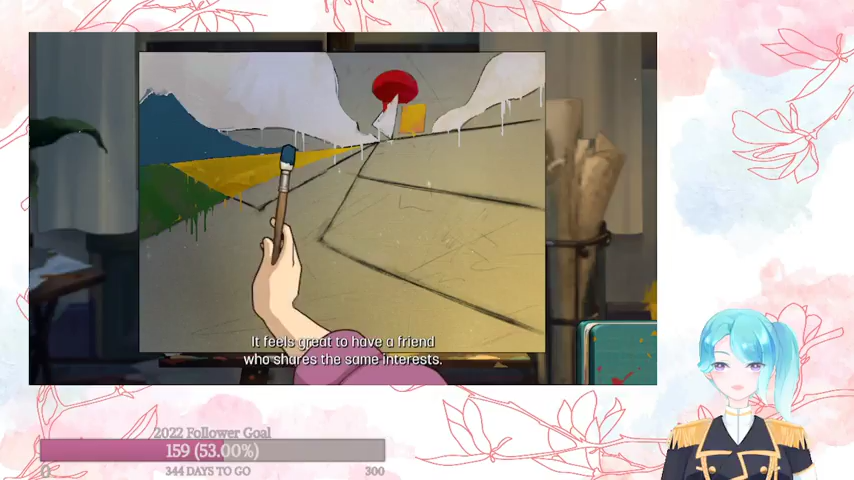 It feels great to have a friend
who shares the same interests.
2022 Follower Goal
159 (53.00%)
0 344 DAYS TO GO 300